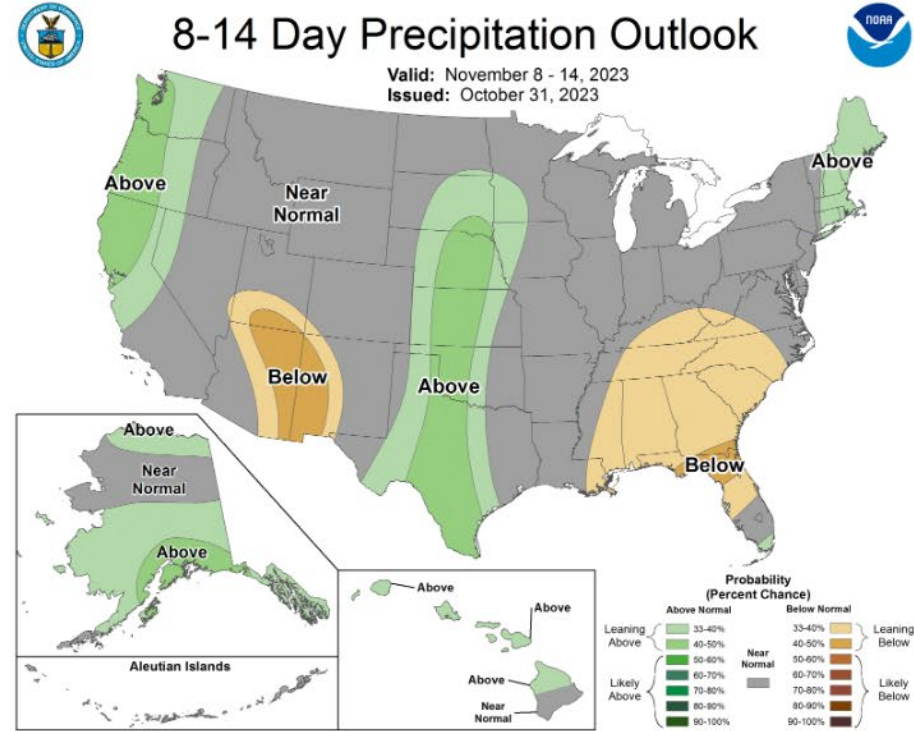 8-14 Day Precipitation Outlook
NOAA
Valid: November 8 - 14, 2023
Issued: October 31, 2023
Above
Near
Normal
Above
Below
Above
Below
Above
Near
Normal
Above
Aleutian Islands
Above
Above
Above
Near
Normal
Probability
(Percent Chance)
Above Normal Below Normal
Leaning
Above
33-40%
40-50%
Likely
Above
50-60%
60-70%
70-80%
80-90%
90-100%
Near
Normal
33-40%
40-50%
Leaning
Below
50-60%
60-70%
70-80%
80-90%
90-100%
Likely
Below